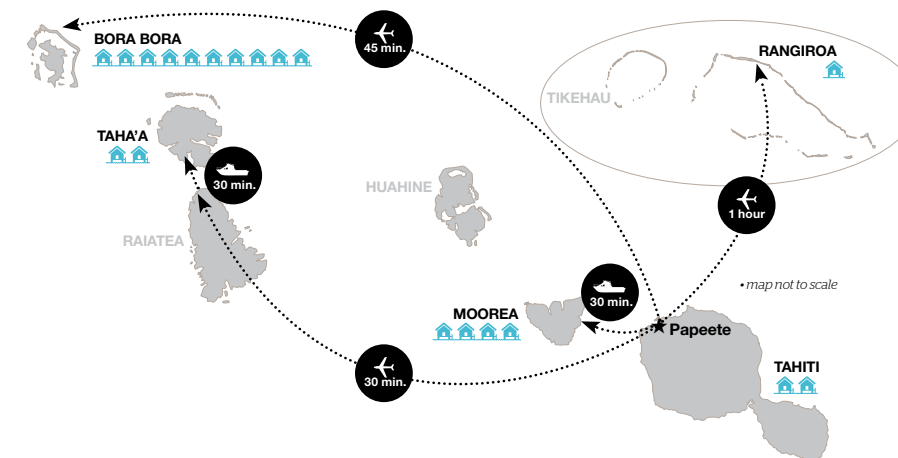 BORA BORA
45 min.
RANGIROA
TIKEHAU
TAHA'A
30 min.
HUAHINE
1 hour
RAIATEA
• map not to scale
30 min.
MOOREA
Papeete
TAHITI
30 min.